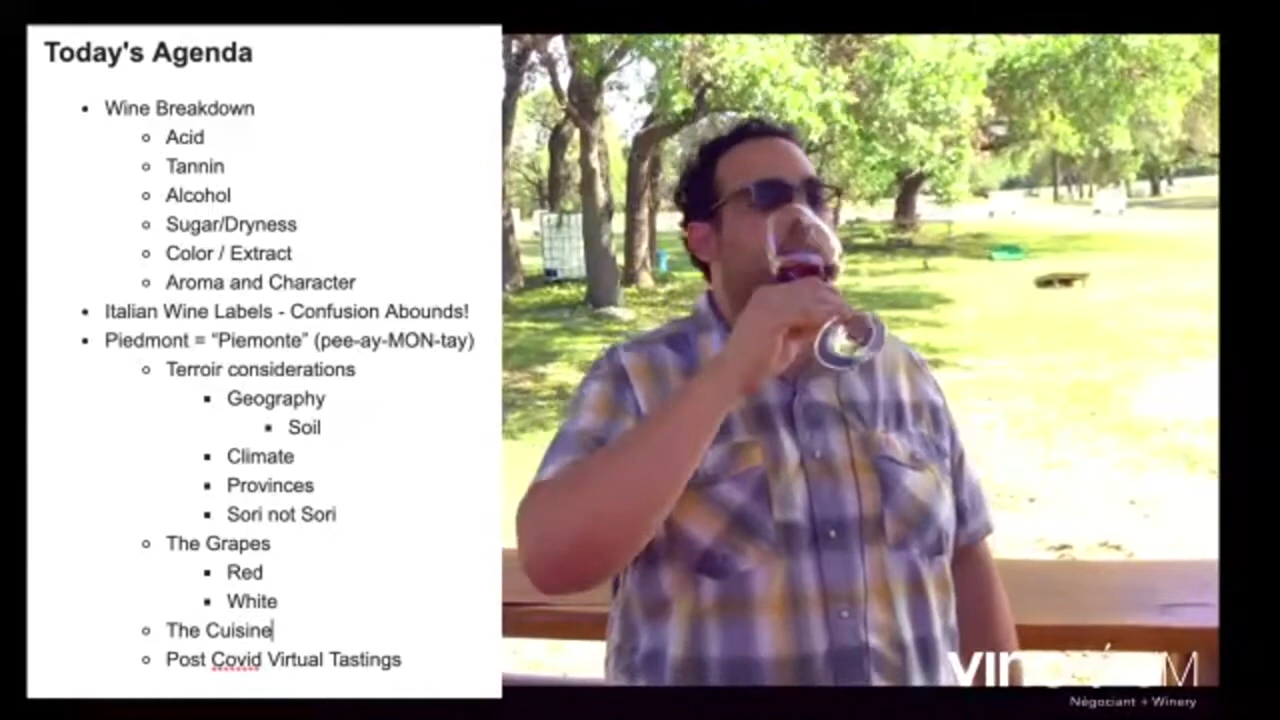 Today's Agenda
• Wine Breakdown
◦ Acid
◦ Tannin
◦ Alcohol
◦ Sugar/Dryness
◦ Color / Extract
◦ Aroma and Character
• Italian Wine Labels - Confusion Abounds!
• Piedmont = “Piemonte” (pee-ay-MON-tay)
◦ Terroir considerations
▪ Geography
▪ Soil
▪ Climate
▪ Provinces
▪ Sori not Sori
◦ The Grapes
▪ Red
▪ White
◦ The Cuisine
◦ Post Covid Virtual Tastings
Négociant + Winery